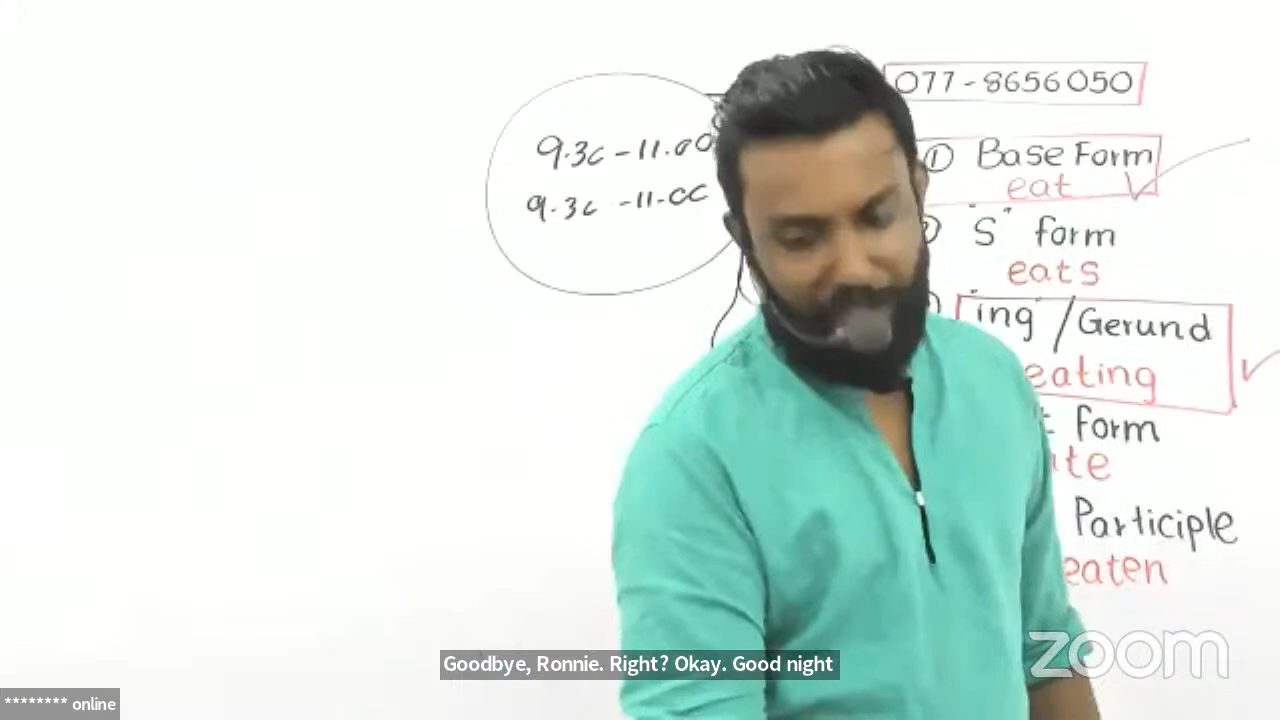 077-8656050
9.30-11.00
9.30-11.00
① Base Form
eat
"S" form
eats
"ing"/Gerund
eating
form
Participle
eaten
zoom
Goodbye, Ronnie. Right? Okay. Good night
******** online